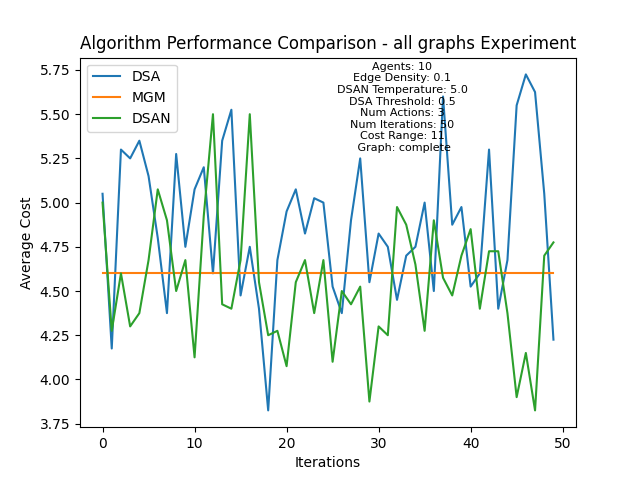 Algorithm Performance Comparison - all graphs Experiment
DSA
MGM
DSAN
Agents: 10
Edge Density: 0.1
DSAN Temperature: 5.0
DSA Threshold: 0.5
Num Actions: 3
Num Iterations: 50
Cost Range: 11
Graph: complete
Average Cost
5.75
5.50
5.25
5.00
4.75
4.50
4.25
4.00
3.75
0 10 20 30 40 50
Iterations